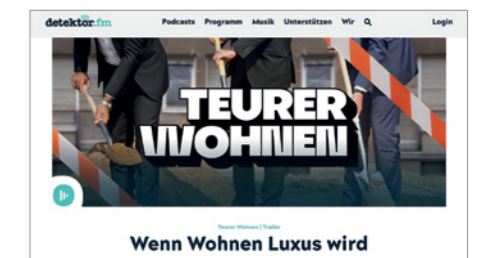 detektor.fm Podcasts Programm Musik Unterstützen Wir Login
TEURER
WOHNEN
Teurer Wohnen | Trailer
Wenn Wohnen Luxus wird